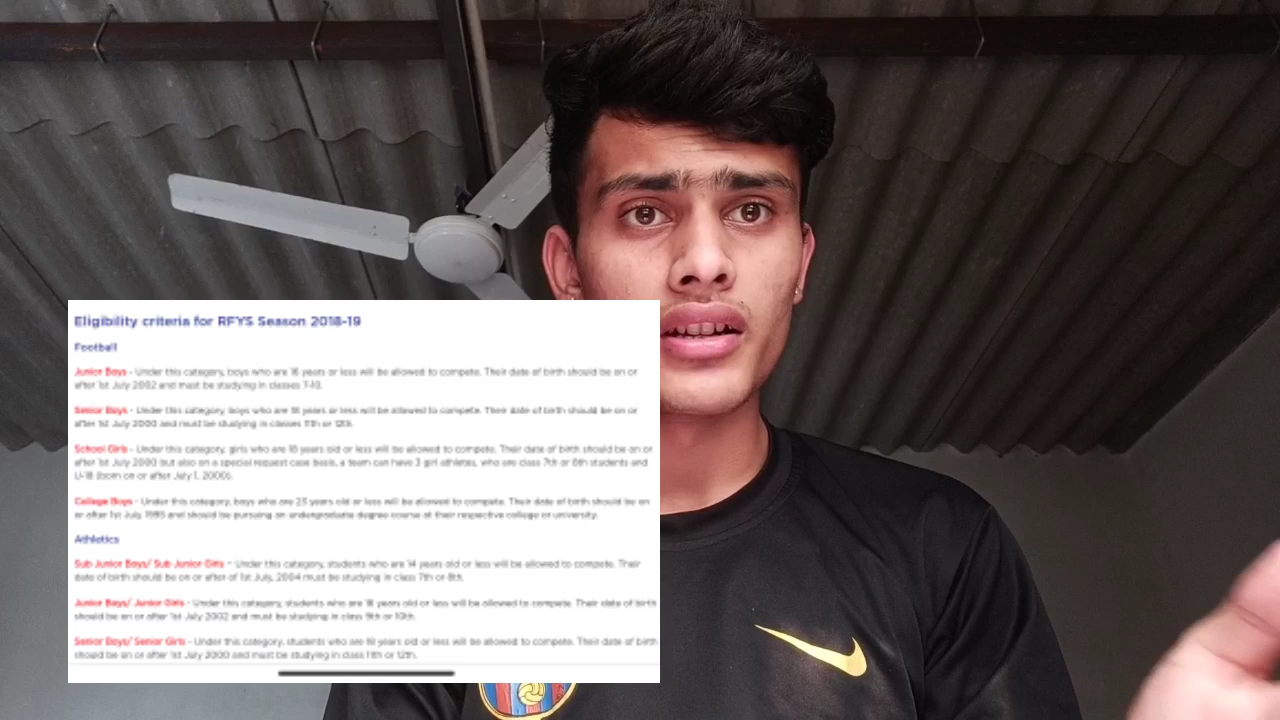 Eligibility criteria for RFYS Season 2018-19
Football
Junior Boys - Under this category, boys who are 16 years or less will be allowed to compete. Their date of birth should be on or
after 1st July 2002 and must be studying in classes 7-10.
Senior Boys - Under this category, boys who are 18 years or less will be allowed to compete. Their date of birth should be on or
after 1st July 2000 and must be studying in classes 11th or 12th.
School Girls - Under this category, girls who are 18 years old or less will be allowed to compete. Their date of birth should be on or
after 1st July 2000 but also on a special request case basis, a team can have 3 girl athletes, who are class 7th or 8th students and
U-18 (born on or after July 1, 2000).
College Boys - Under this category, boys who are 23 years old or less will be allowed to compete. Their date of birth should be on
or after 1st July 1995 and should be pursuing an undergraduate degree course at their respective college or university.
Athletics
Sub Junior Boys/ Sub Junior Girls - Under this category, students who are 14 years old or less will be allowed to compete. Their
date of birth should be on or after of 1st July, 2004 must be studying in class 7th or 8th.
Junior Boys/ Junior Girls - Under this category, students who are 16 years old or less will be allowed to compete. Their date of birth
should be on or after 1st July 2002 and must be studying in class 9th or 10th.
Senior Boys/ Senior Girls - Under this category, students who are 18 years old or less will be allowed to compete. Their date of birth
should be on or after 1st July 2000 and must be studying in class 11th or 12th.